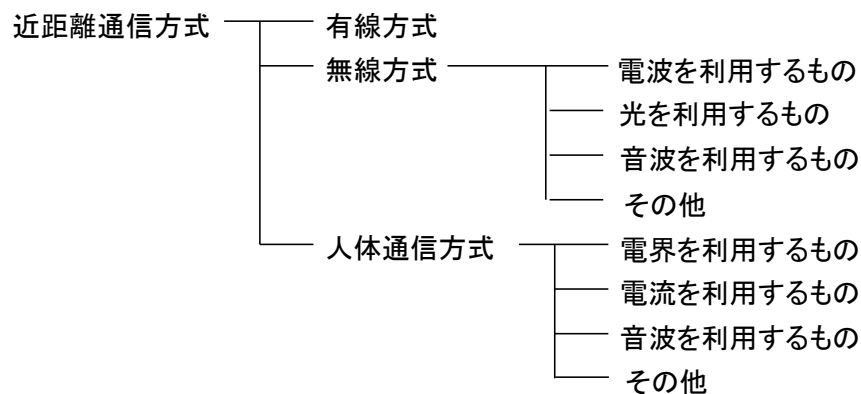 近距離通信方式 有線方式
無線方式 電波を利用するもの
光を利用するもの
音波を利用するもの
その他
人体通信方式 電界を利用するもの
電流を利用するもの
音波を利用するもの
その他